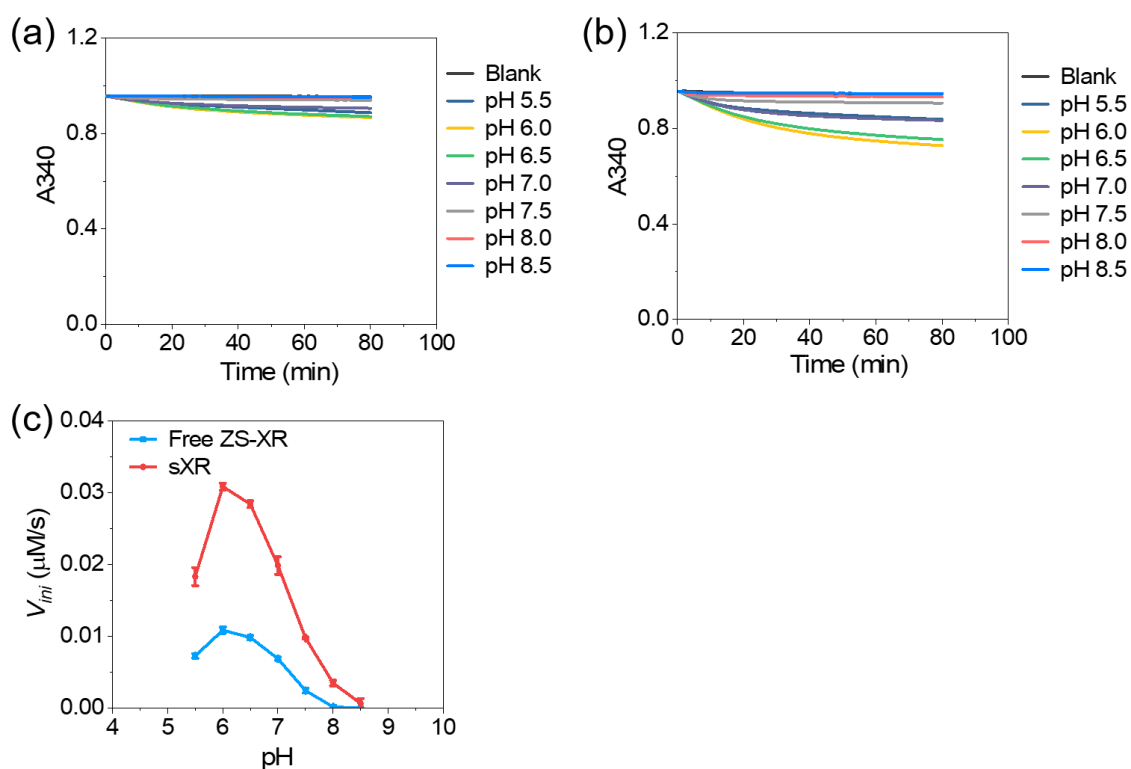 (a)
1.2
0.8
0.4
0.0
A340
0 20 40 60 80 100
Time (min)
Blank
pH 5.5
pH 6.0
pH 6.5
pH 7.0
pH 7.5
pH 8.0
pH 8.5
(b)
1.2
0.8
0.4
0.0
A340
0 20 40 60 80 100
Time (min)
Blank
pH 5.5
pH 6.0
pH 6.5
pH 7.0
pH 7.5
pH 8.0
pH 8.5
(c)
0.04
0.03
0.02
0.01
0.00
Vini (μM/s)
Free ZS-XR
sXR
4 5 6 7 8 9 10
pH